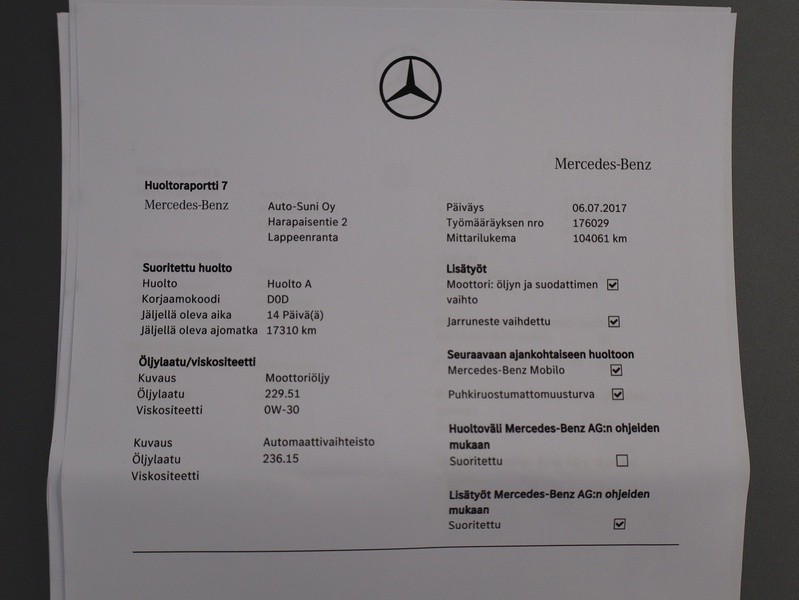 Mercedes-Benz
Huoltoraportti 7
Mercedes-Benz
Auto-Suni Oy
Harapaisentie 2
Lappeenranta
Päiväys 06.07.2017
Työmääräyksen nro 176029
Mittarilukema 104061 km
Suoritettu huolto
Huolto Huolto A
Korjaamokoodi D0D
Jäljellä oleva aika 14 Päivä(ä)
Jäljellä oleva ajomatka 17310 km
Lisätyöt
Moottori: öljyn ja suodattimen
vaihto
Jarruneste vaihdettu
Öljylaatu/viskositeetti
Kuvaus Moottoriöljy
Öljylaatu 229.51
Viskositeetti 0W-30
Kuvaus Automaattivaihteisto
Öljylaatu 236.15
Viskositeetti
Seuraavaan ajankohtaiseen huoltoon
Mercedes-Benz Mobilo
Puhkiruostumattomuusturva
Huoltoväli Mercedes-Benz AG:n ohjeiden
mukaan
Suoritettu
Lisätyöt Mercedes-Benz AG:n ohjeiden
mukaan
Suoritettu